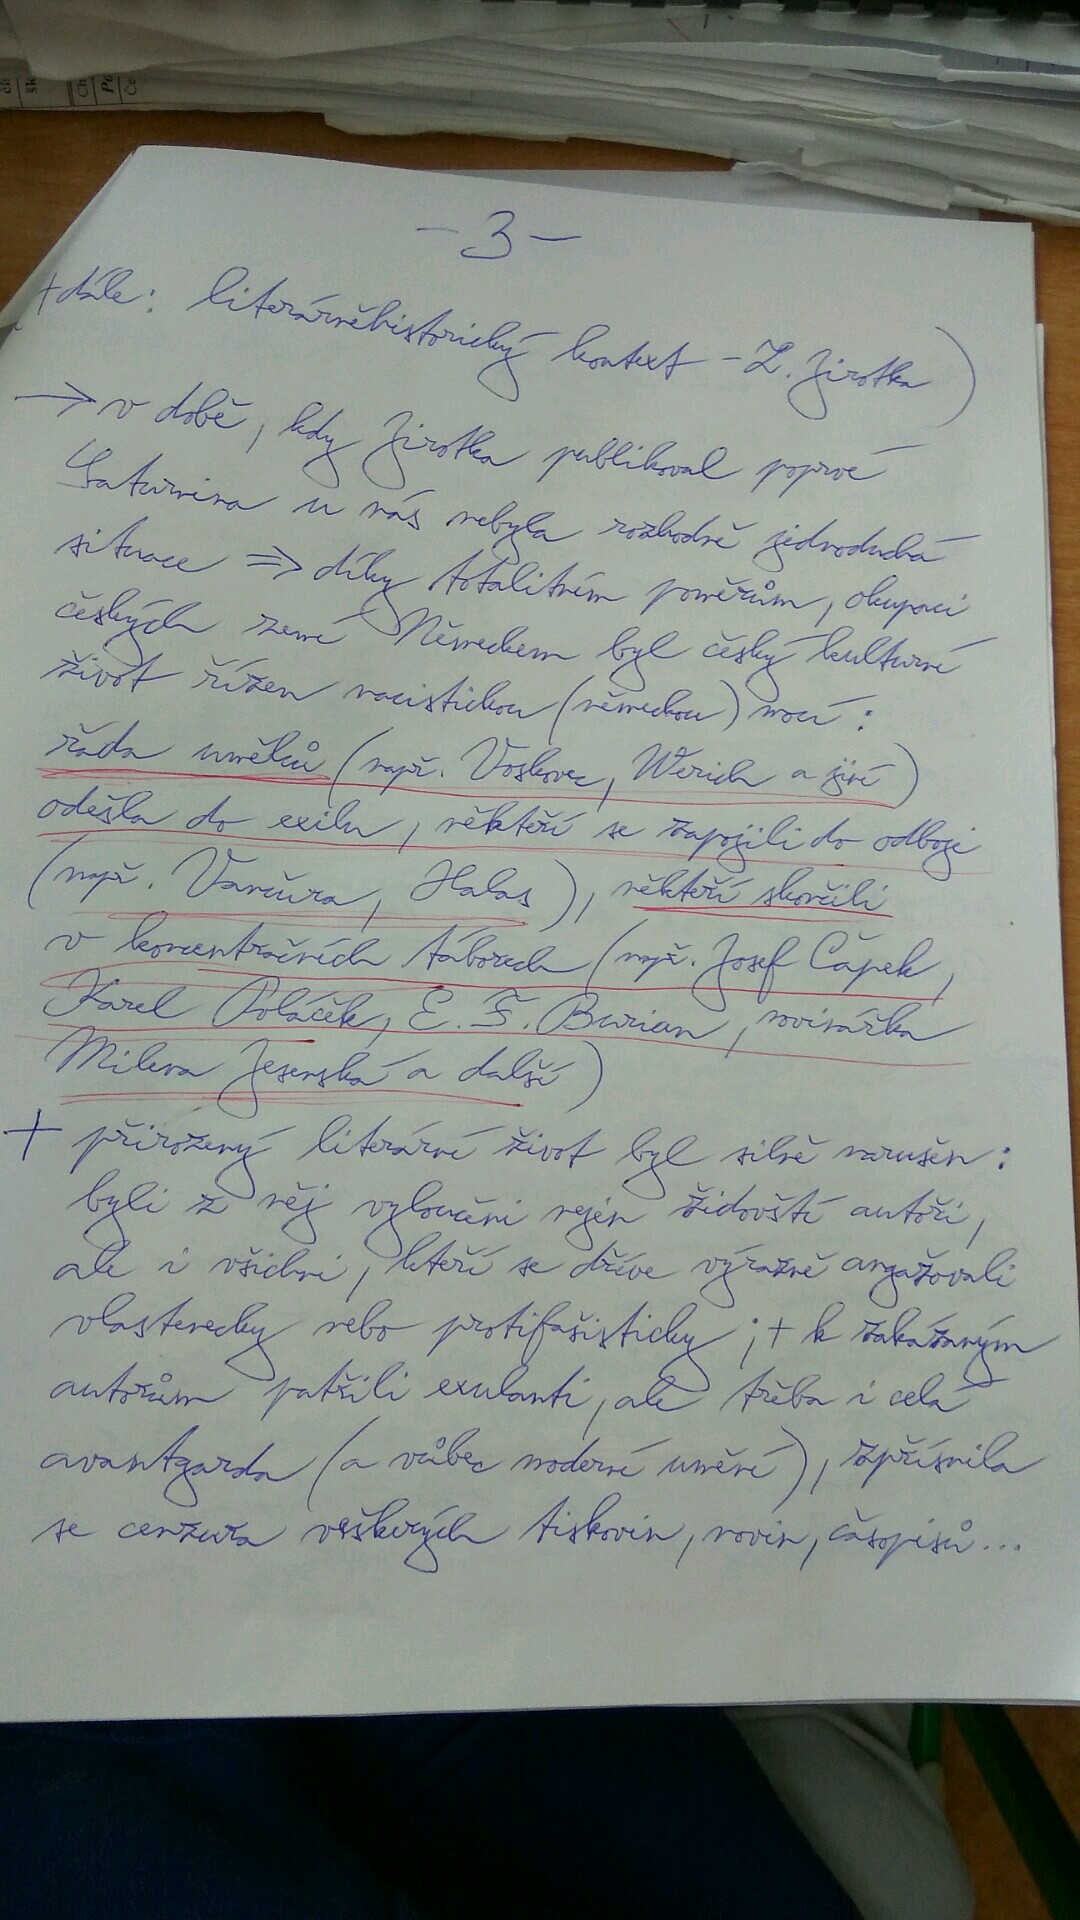 -3-
+ dále: literárněhistorický kontext - Z. Jirotka)
→ v době, kdy Jirotka publikoval poprvé
Saturnina u nás nebyla rozhodně jednoduchá
situace => díky totalitním poměrům, okupaci
českých zemí Německem byl český kulturní
život řízen nacistickou (německou) mocí:
řada umělců (např. Voskovec, Werich a jiní)
odešla do exilu, někteří se zapojili do odboje
(např. Vančura, Halas), někteří skončili
v koncentračních táborech (např. Josef Čapek,
Karel Poláček, E. F. Burian, novinářka
Milena Jesenská a další)
+ přirozený literární život byl silně narušen:
byli z něj vyloučeni nejen židovští autoři,
ale i všichni, kteří se dříve výrazně angažovali
vlastenecky nebo protifašisticky; + k zakázaným
autorům patřili exulanti, ale třeba i celá
avantgarda (a vůbec moderní umění), zpřísnila
se cenzura veškerých tiskovin, novin, časopisů...